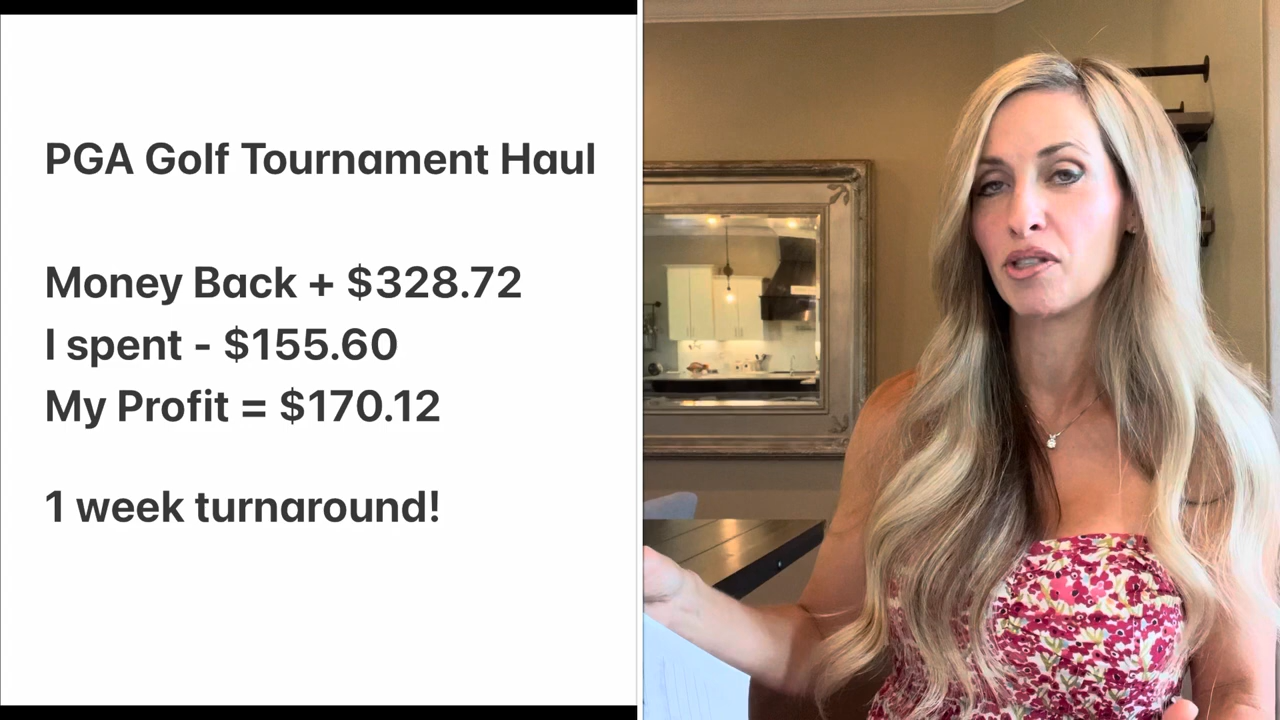 PGA Golf Tournament Haul
Money Back + $328.72
I spent - $155.60
My Profit = $170.12
1 week turnaround!